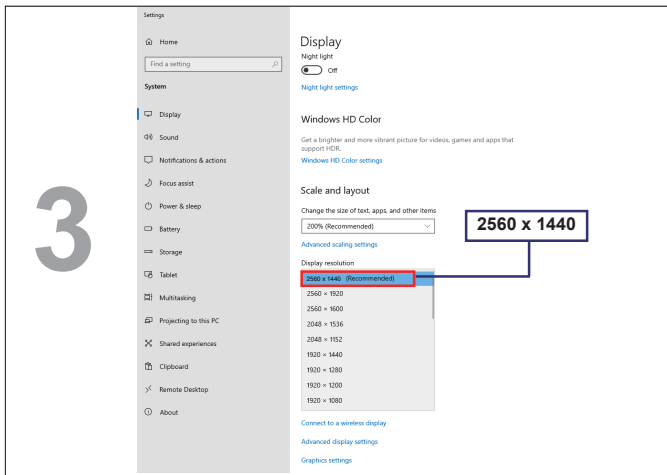 3
Settings
Home
Find a setting
System
Display
Sound
Notifications & actions
Focus assist
Power & sleep
Battery
Storage
Tablet
Multitasking
Projecting to this PC
Shared experiences
Clipboard
Remote Desktop
About
Display
Night light
Off
Night light settings
Windows HD Color
Get a brighter and more vibrant picture for videos, games and apps that
support HDR.
Windows HD Color settings
Scale and layout
Change the size of text, apps, and other items
200% (Recommended)
Advanced scaling settings
Display resolution
2560 x 1440 (Recommended)
2560 × 1920
2560 × 1600
2048 × 1536
2048 × 1152
1920 × 1440
1920 × 1280
1920 × 1200
1920 × 1080
Connect to a wireless display
Advanced display settings
Graphics settings
2560 x 1440